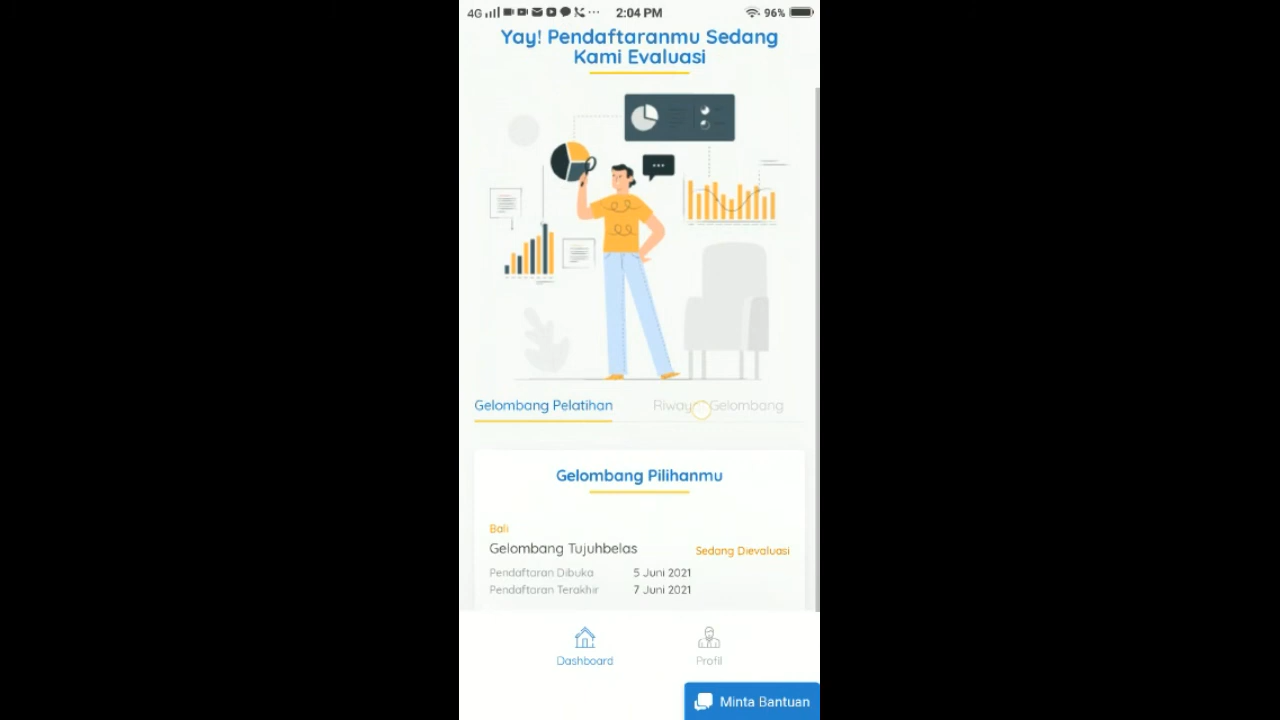 4G 2:04 PM 96%
Yay! Pendaftaranmu Sedang
Kami Evaluasi
Gelombang Pelatihan
Riwayat Gelombang
Gelombang Pilihanmu
Bali
Gelombang Tujuhbelas
Sedang Dievaluasi
Pendaftaran Dibuka 5 Juni 2021
Pendaftaran Terakhir 7 Juni 2021
Dashboard
Profil
Minta Bantuan